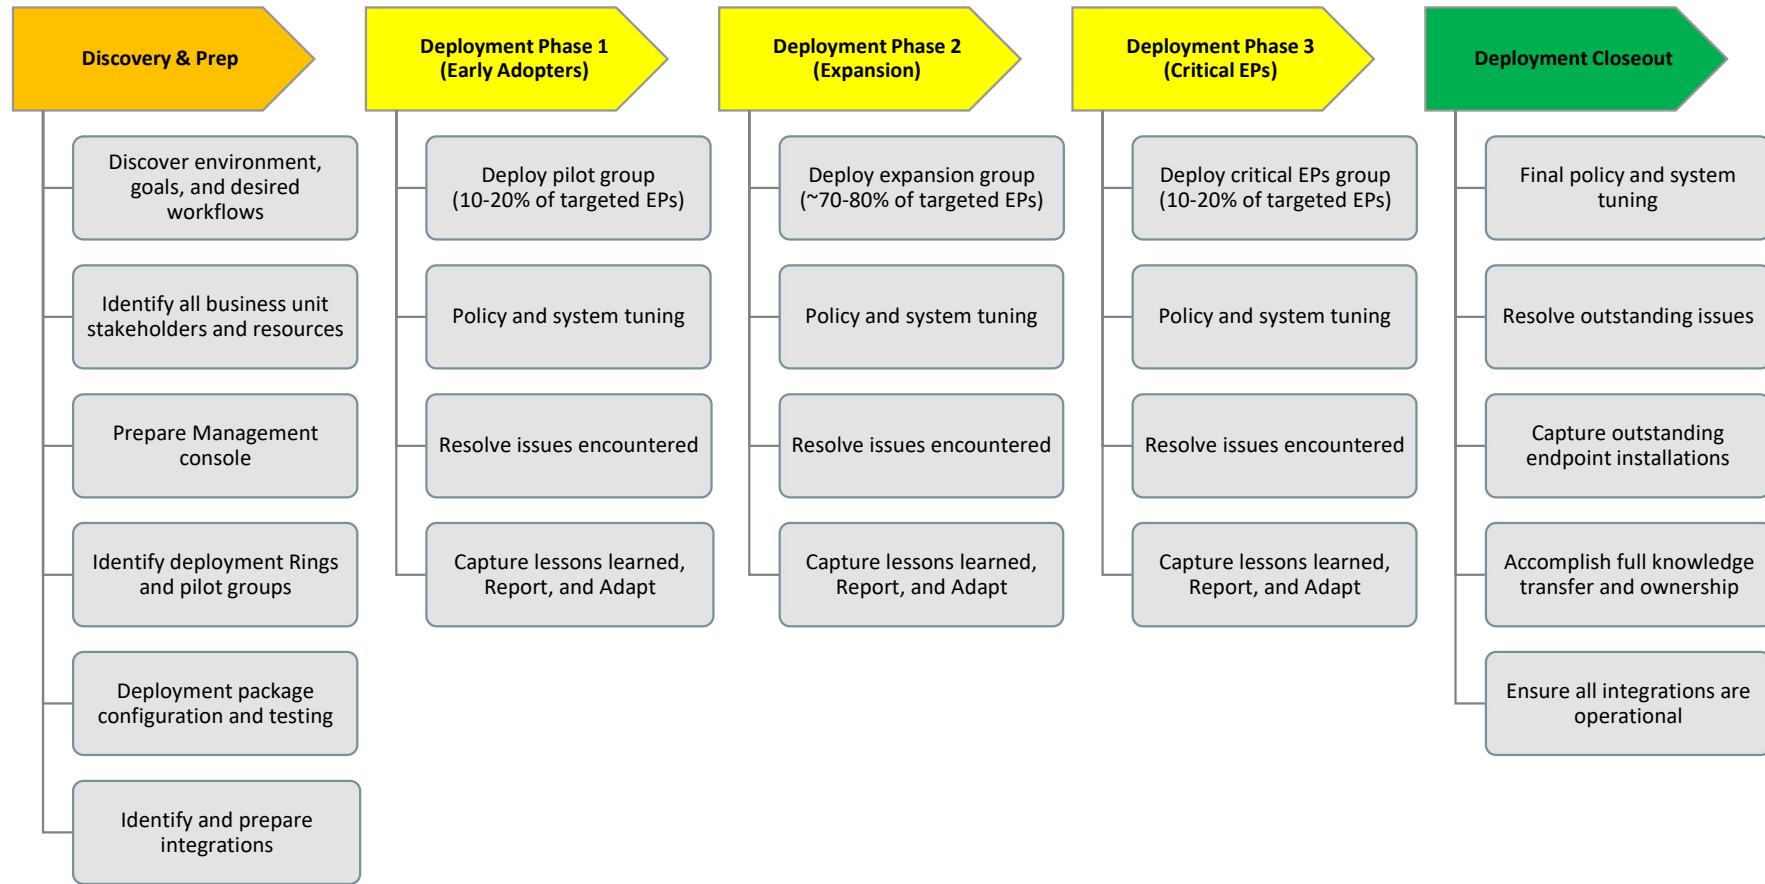 Discovery & Prep
Discover environment,
goals, and desired
workflows
Identify all business unit
stakeholders and resources
Prepare Management
console
Identify deployment Rings
and pilot groups
Deployment package
configuration and testing
Identify and prepare
integrations
Deployment Phase 1
(Early Adopters)
Deploy pilot group
(10-20% of targeted EPs)
Policy and system tuning
Resolve issues encountered
Capture lessons learned,
Report, and Adapt
Deployment Phase 2
(Expansion)
Deploy expansion group
(~70-80% of targeted EPs)
Policy and system tuning
Resolve issues encountered
Capture lessons learned,
Report, and Adapt
Deployment Phase 3
(Critical EPs)
Deploy critical EPs group
(10-20% of targeted EPs)
Policy and system tuning
Resolve issues encountered
Capture lessons learned,
Report, and Adapt
Deployment Closeout
Final policy and system
tuning
Resolve outstanding issues
Capture outstanding
endpoint installations
Accomplish full knowledge
transfer and ownership
Ensure all integrations are
operational